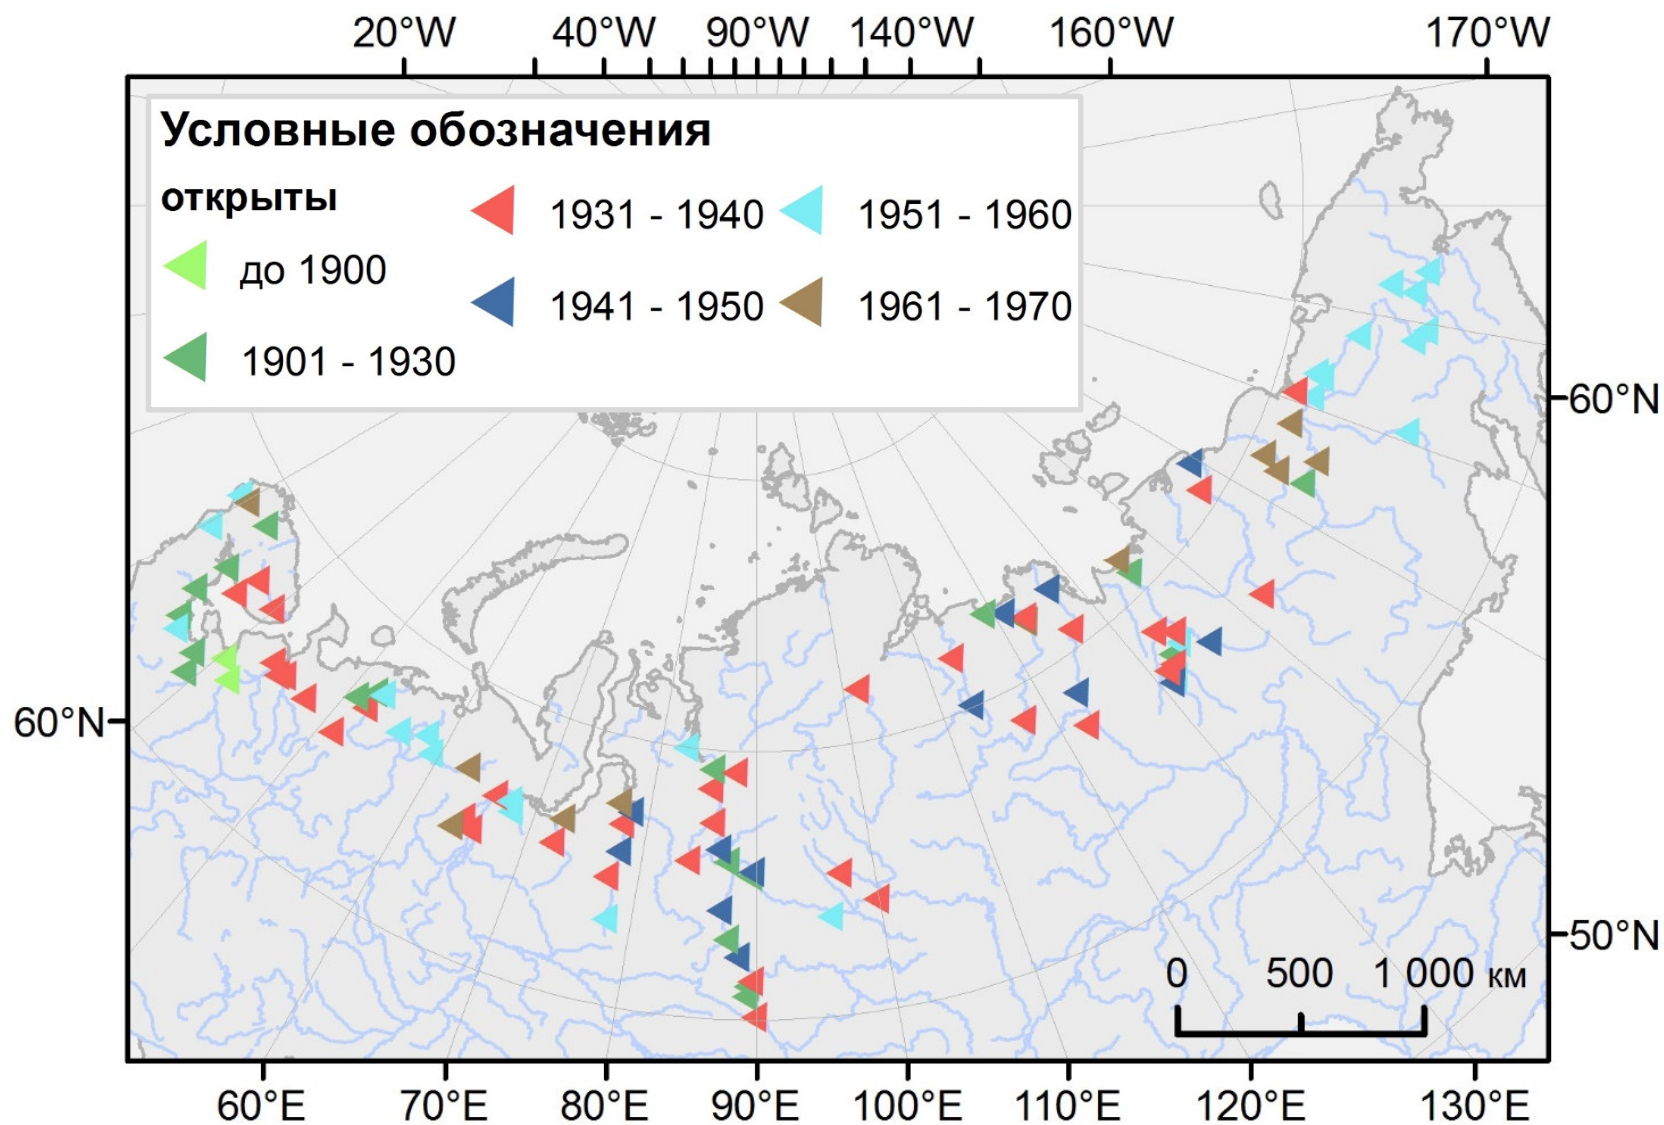 20°W 40°W 90°W 140°W 160°W 170°W
Условные обозначения
открыты
до 1900
1901 - 1930
1931 - 1940
1941 - 1950
1951 - 1960
1961 - 1970
60°N
60°N
50°N
0 500 1 000 км
60°E 70°E 80°E 90°E 100°E 110°E 120°E 130°E